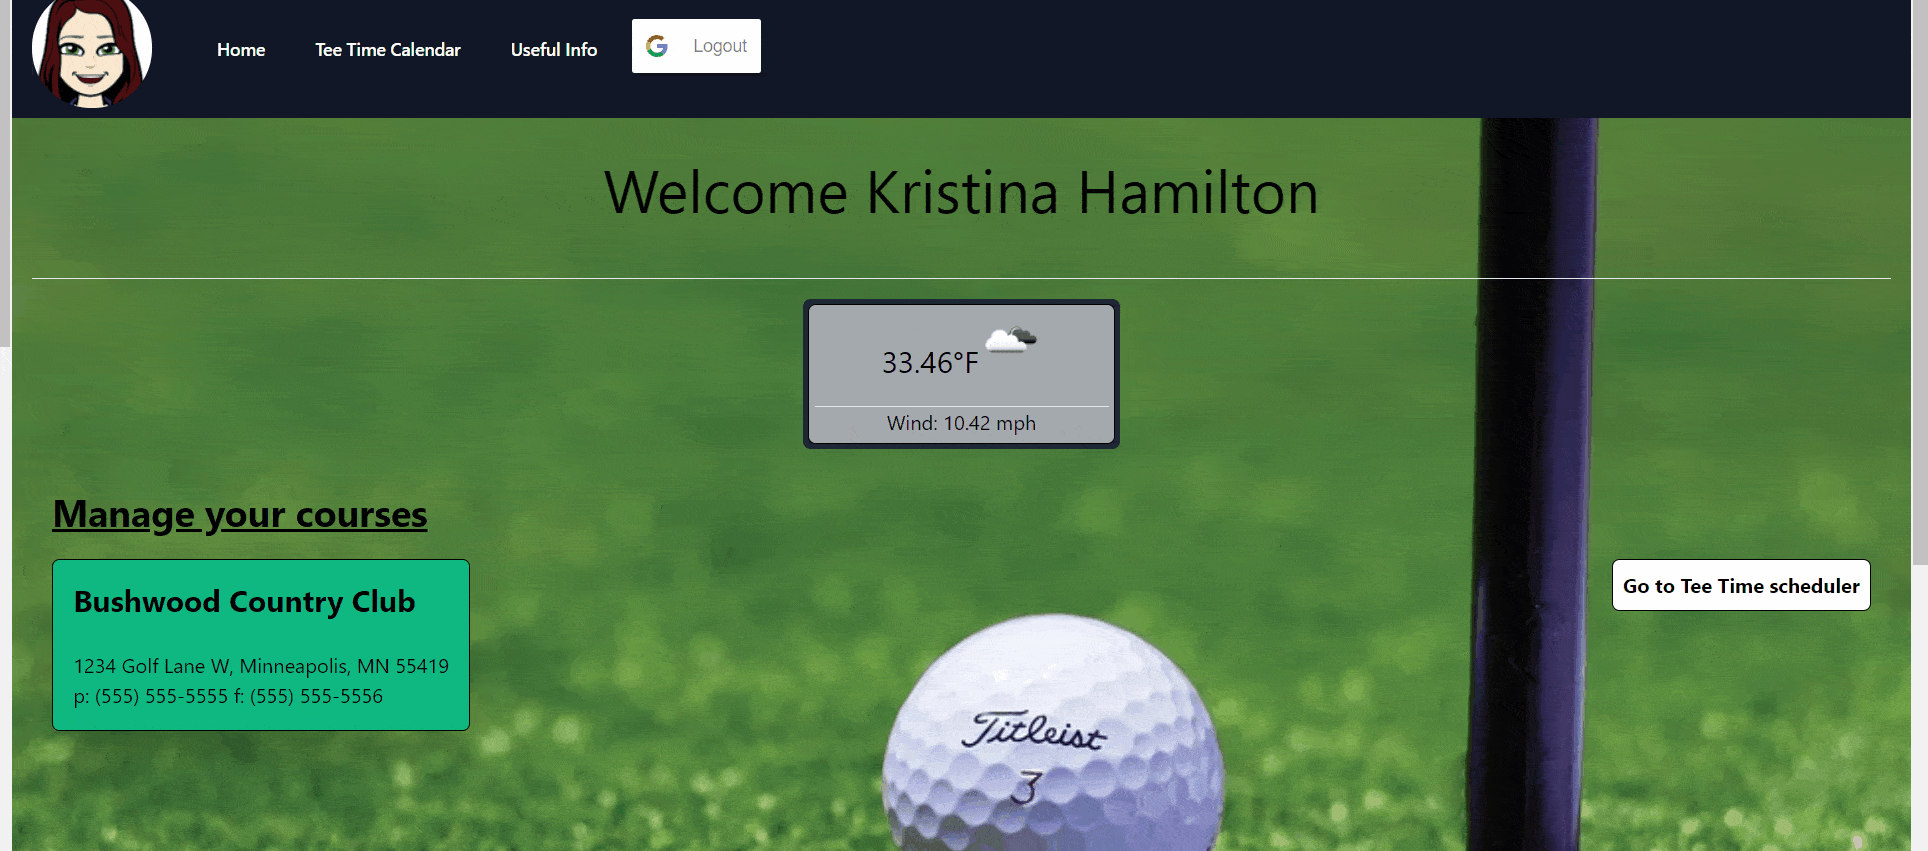 Home
Tee Time Calendar
Useful Info
Logout
Welcome Kristina Hamilton
33.46°F
Wind: 10.42 mph
Manage your courses
Bushwood Country Club
1234 Golf Lane W, Minneapolis, MN 55419
p: (555) 555-5555 f: (555) 555-5556
Go to Tee Time scheduler
Titleist
3